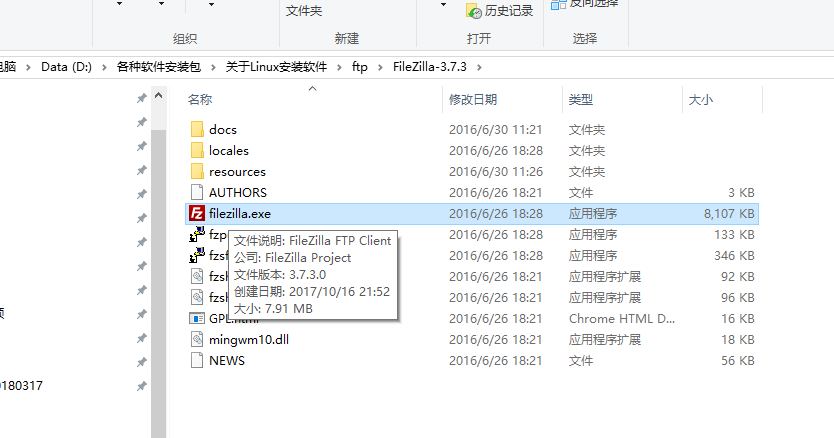 文件夹
历史记录
反向选择
组织
新建
打开
选择
电脑 > Data (D:) > 各种软件安装包 > 关于Linux安装软件 > ftp > FileZilla-3.7.3 >
名称 修改日期 类型 大小
docs 2016/6/30 11:21 文件夹
locales 2016/6/26 18:28 文件夹
resources 2016/6/30 11:26 文件夹
AUTHORS 2016/6/26 18:21 文件 3 KB
filezilla.exe 2016/6/26 18:28 应用程序 8,107 KB
fzp 2016/6/26 18:28 应用程序 133 KB
fzsf 2016/6/26 18:28 应用程序 346 KB
fzsh 2016/6/26 18:21 应用程序扩展 92 KB
fzsh 2016/6/26 18:21 应用程序扩展 96 KB
GPL.html 2016/6/26 18:21 Chrome HTML D... 16 KB
mingwm10.dll 2016/6/26 18:21 应用程序扩展 18 KB
NEWS 2016/6/26 18:21 文件 56 KB
文件说明: FileZilla FTP Client
公司: FileZilla Project
文件版本: 3.7.3.0
创建日期: 2017/10/16 21:52
大小: 7.91 MB
0180317